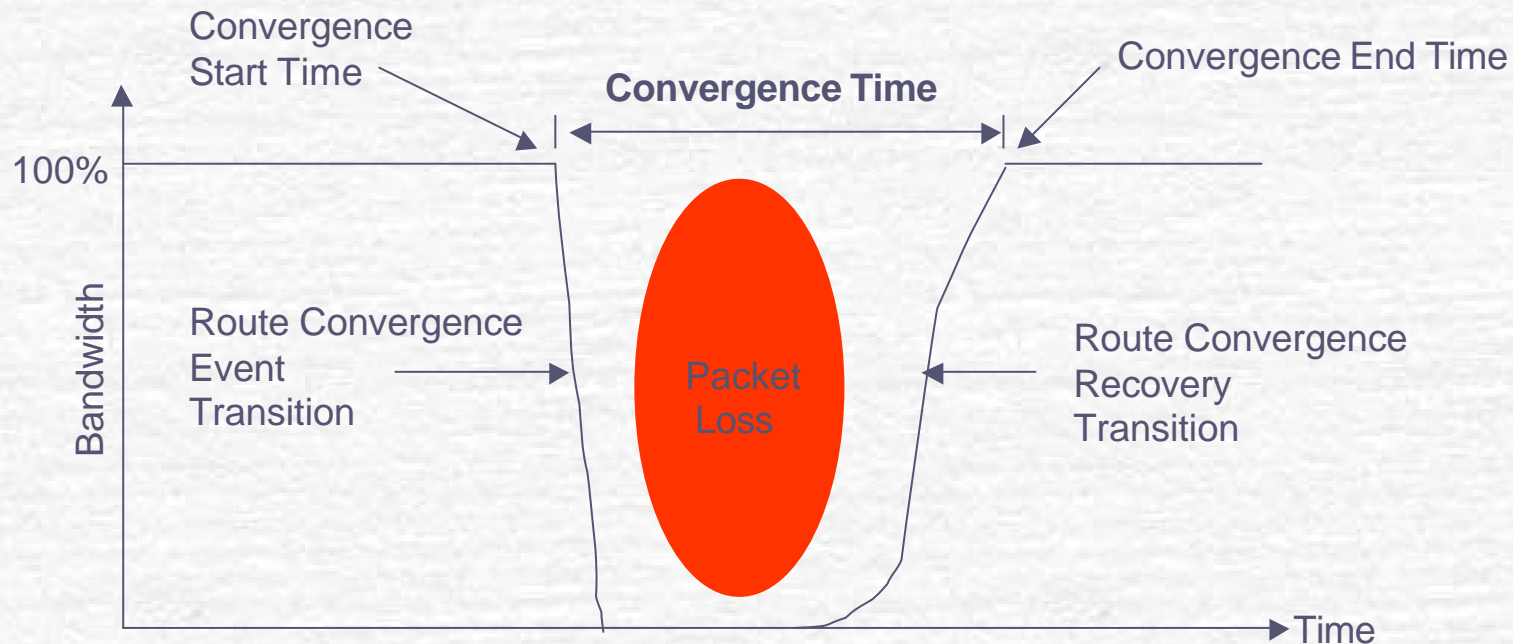 Convergence
Start Time
Convergence Time
Convergence End Time
100%
Bandwidth
Route Convergence
Event
Transition
Packet
Loss
Route Convergence
Recovery
Transition
Time